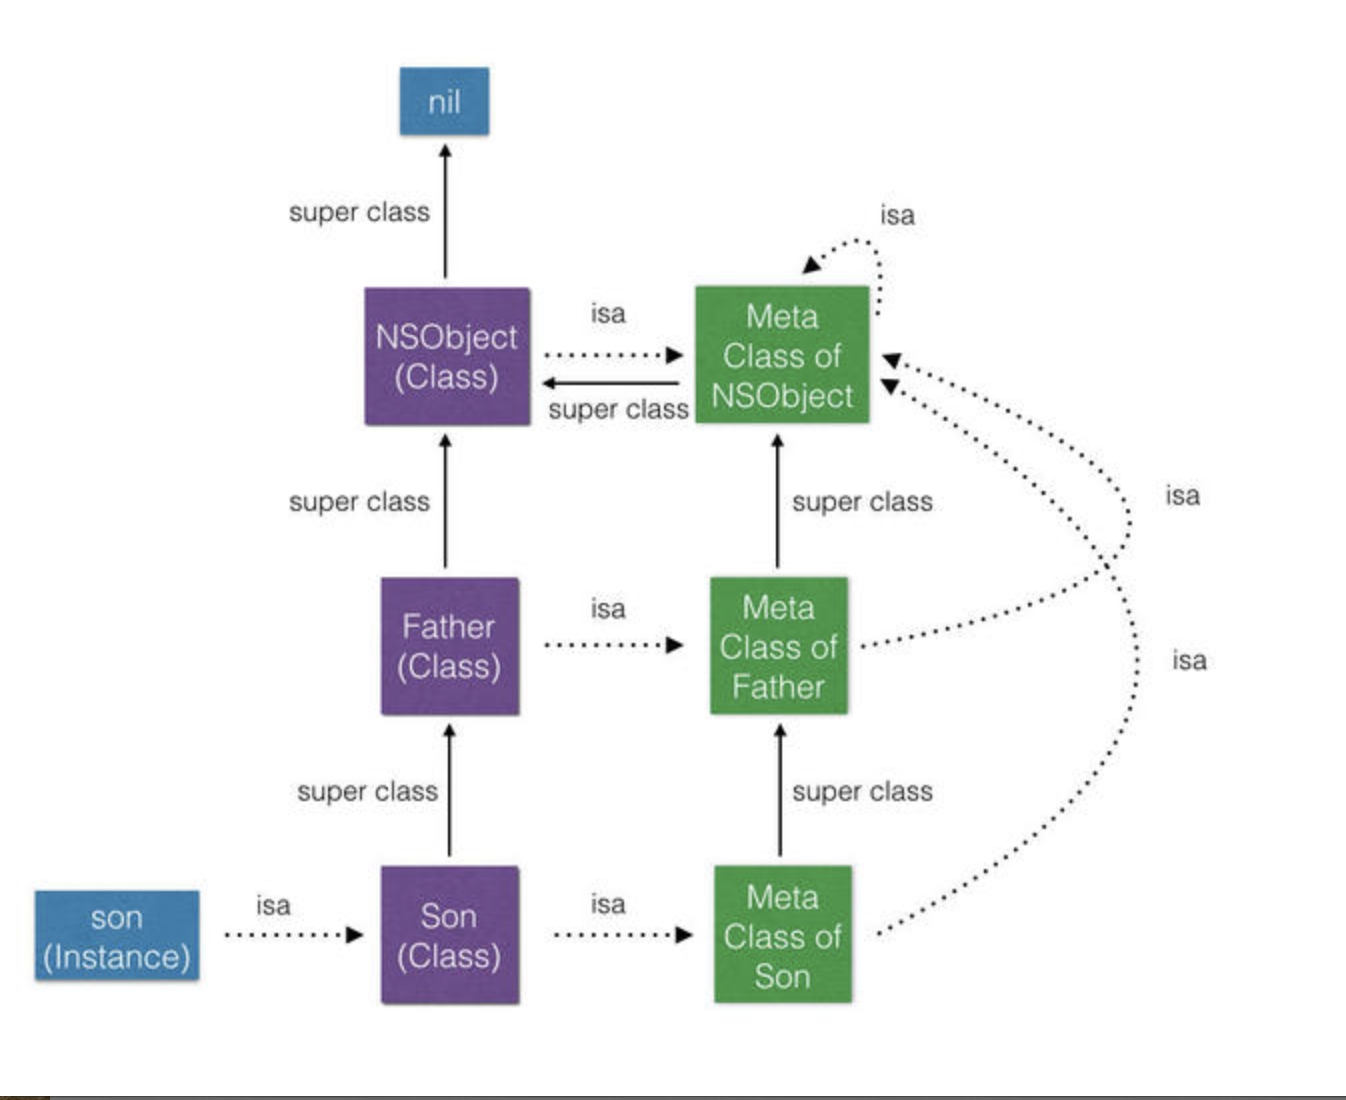 nil
super class
isa
NSObject
(Class)
isa
super class
Meta
Class of
NSObject
super class
super class
isa
Father
(Class)
isa
Meta
Class of
Father
isa
super class
super class
son
(Instance)
isa
Son
(Class)
isa
Meta
Class of
Son